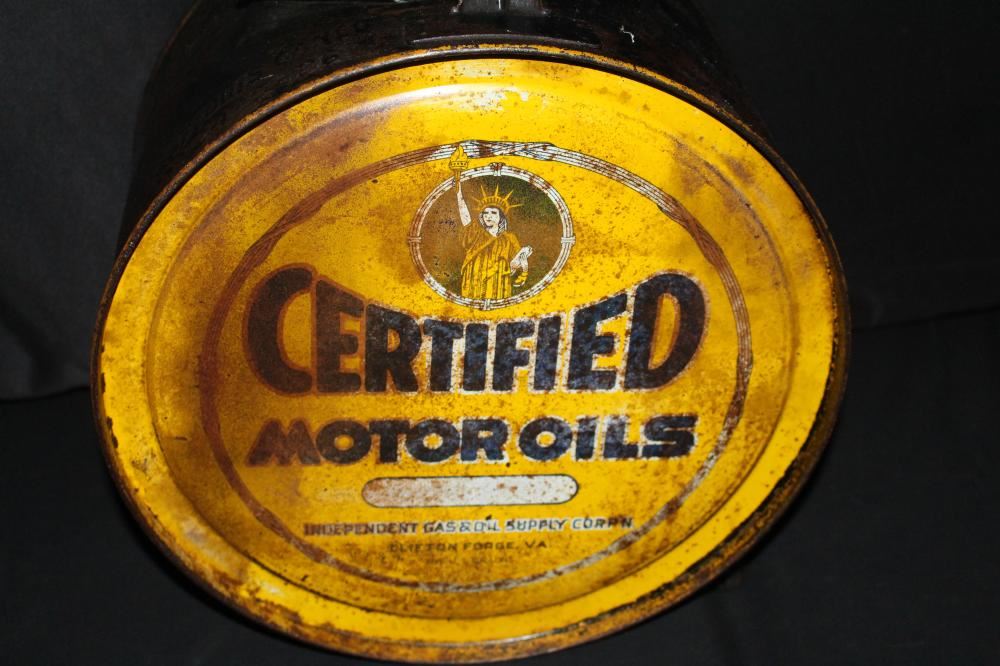 CERTIFIED
MOTOR OILS
INDEPENDENT GAS & OIL SUPPLY CORP'N
CLIFTON FORGE, VA.